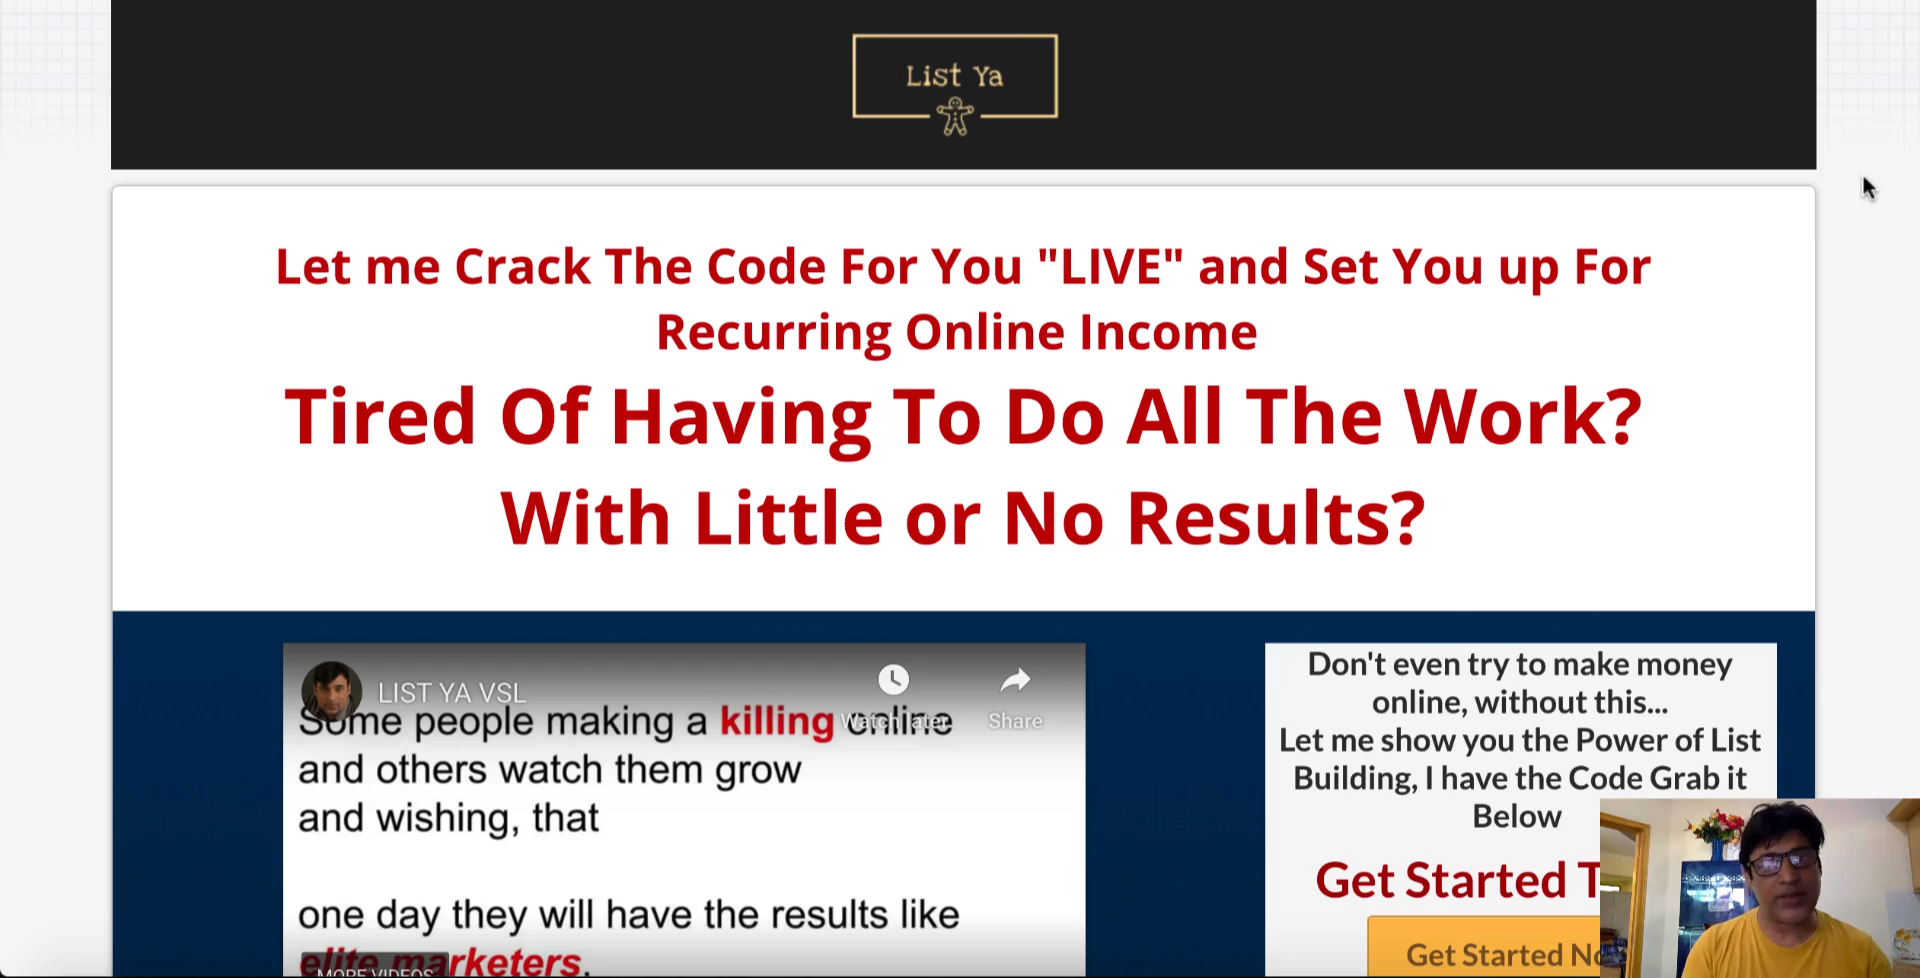 List Ya
Let me Crack The Code For You "LIVE" and Set You up For
Recurring Online Income
Tired Of Having To Do All The Work?
With Little or No Results?
LIST YA VSL
Watch later
Share
Some people making a killing online
and others watch them grow
and wishing, that
one day they will have the results like
elite marketers.
MORE VIDEOS
Don't even try to make money
online, without this...
Let me show you the Power of List
Building, I have the Code Grab it
Below
Get Started T
Get Started No